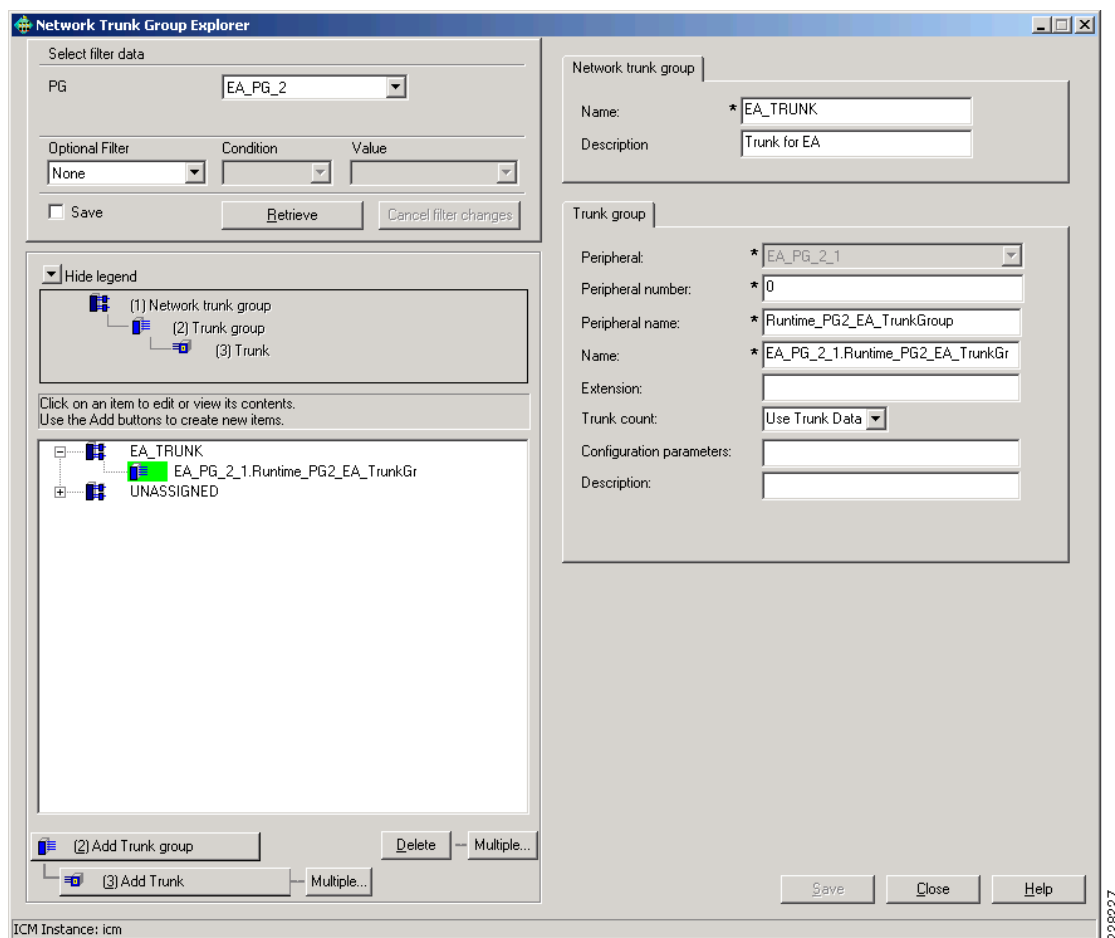 Network Trunk Group Explorer
Select filter data
PG
EA_PG_2
Optional Filter Condition Value
None
Save
Retrieve
Cancel filter changes
Hide legend
(1) Network trunk group
(2) Trunk group
(3) Trunk
Click on an item to edit or view its contents.
Use the Add buttons to create new items.
EA_TRUNK
EA_PG_2_1.Runtime_PG2_EA_TrunkGr
UNASSIGNED
(2) Add Trunk group
Delete
Multiple...
(3) Add Trunk
Multiple...
Network trunk group
Name: * EA_TRUNK
Description Trunk for EA
Trunk group
Peripheral: * EA_PG_2_1
Peripheral number: * 0
Peripheral name: * Runtime_PG2_EA_TrunkGroup
Name: * EA_PG_2_1.Runtime_PG2_EA_TrunkGr
Extension:
Trunk count: Use Trunk Data
Configuration parameters:
Description:
Save
Close
Help
ICM Instance: icm